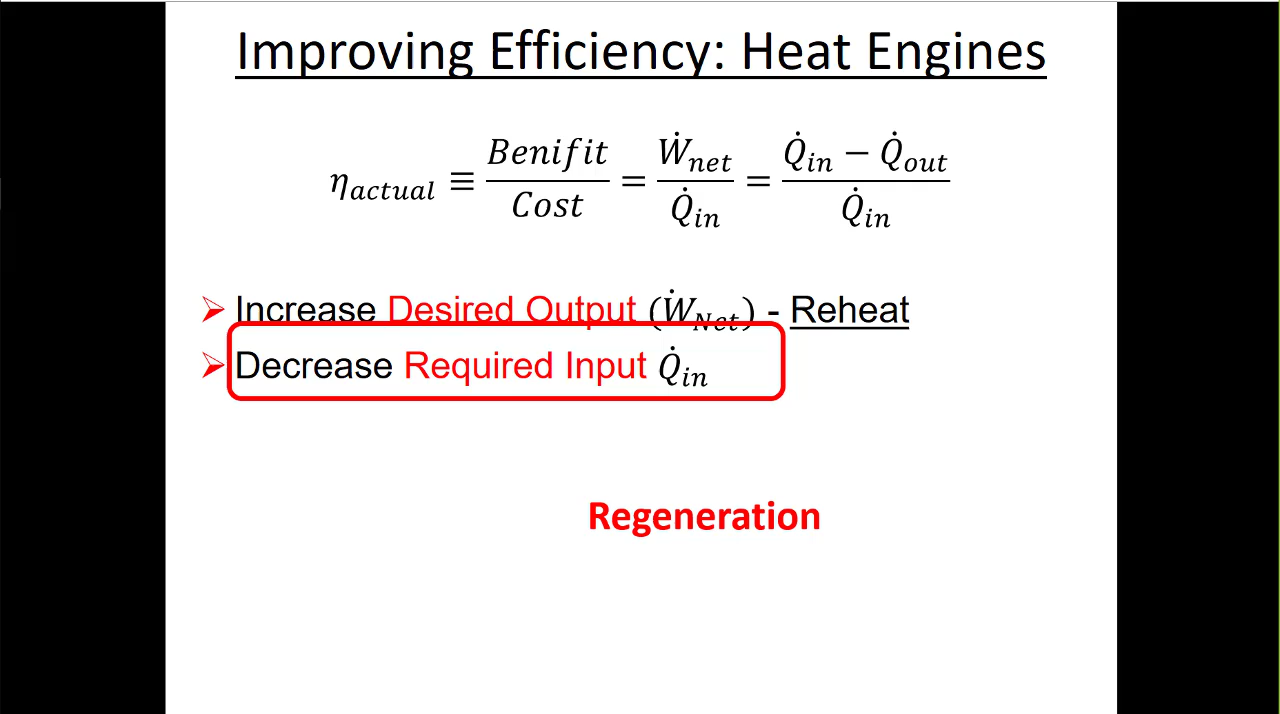 Improving Efficiency: Heat Engines
η_actual ≡ Benifit/Cost = Ẇ_net/Q̇_in = (Q̇_in − Q̇_out)/Q̇_in
➢ Increase Desired Output (Ẇ_Net) - Reheat
➢ Decrease Required Input Q̇_in
Regeneration